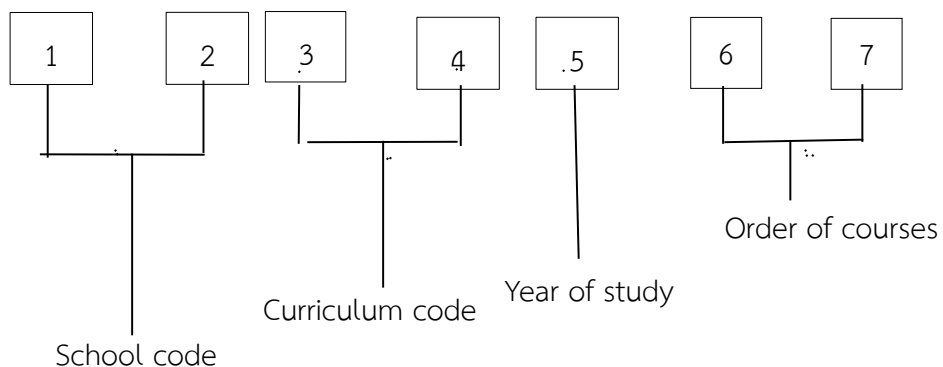 1 2 3 4 5 6 7
Order of courses
Year of study
Curriculum code
School code